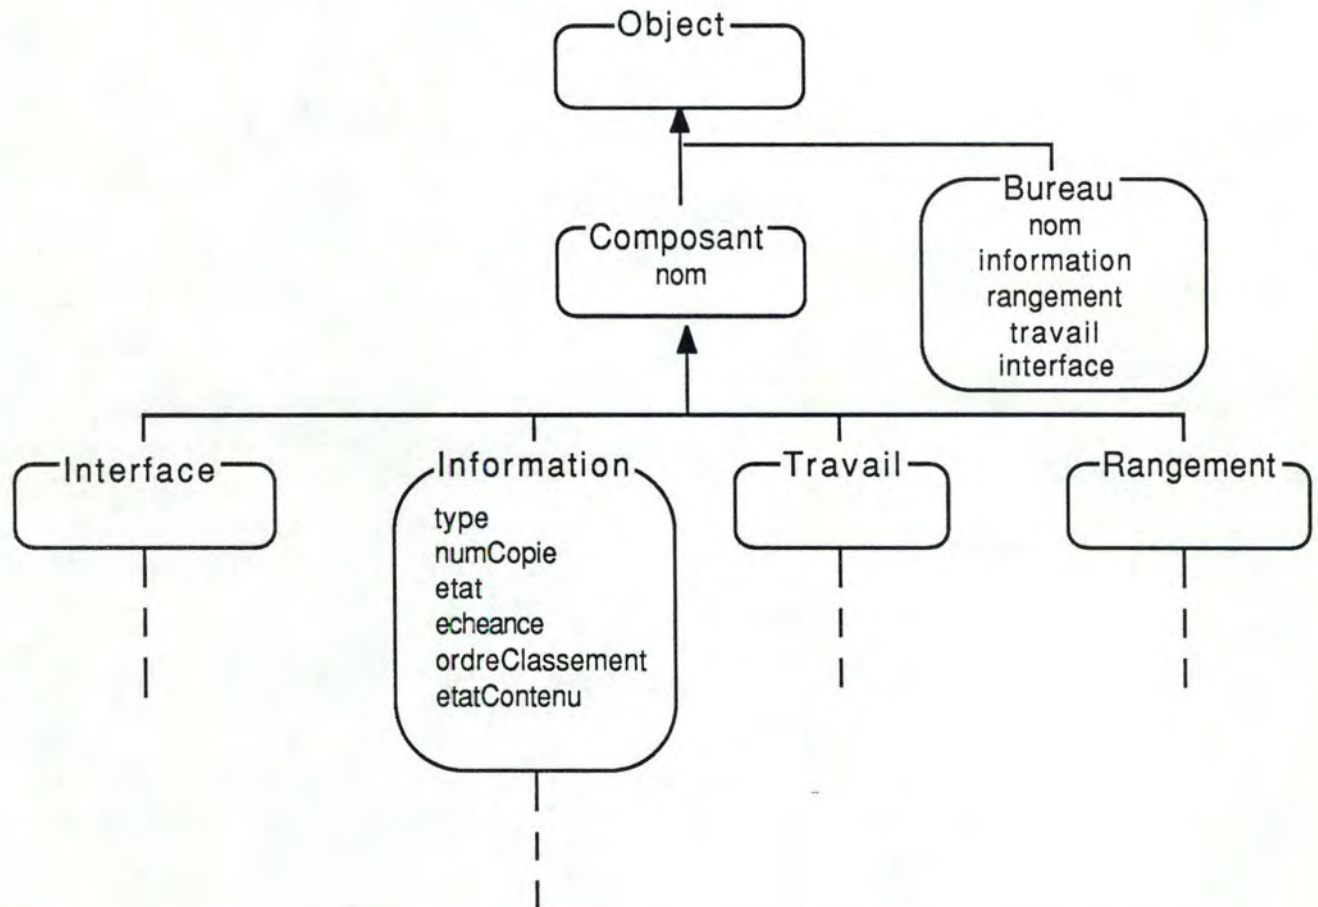 Object
Bureau
nom
information
rangement
travail
interface
Composant
nom
Interface
Information
type
numCopie
etat
echeance
ordreClassement
etatContenu
Travail
Rangement